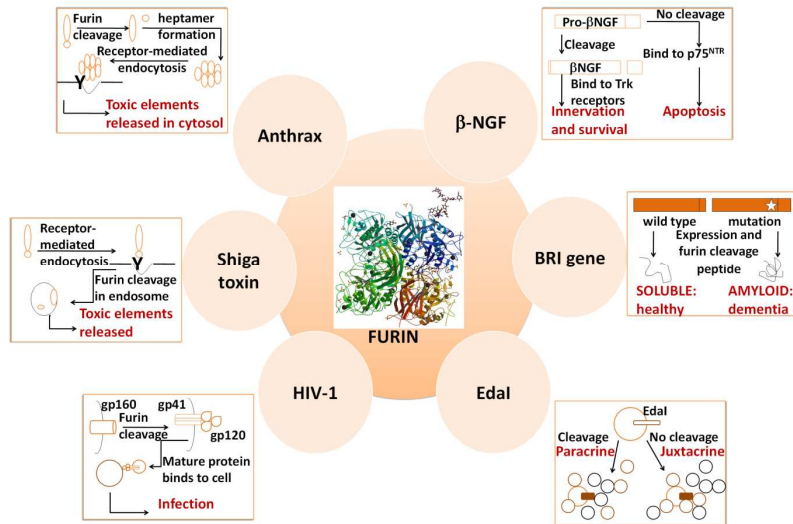 Furin
cleavage
heptamer
formation
Receptor-mediated
endocytosis
Y
Toxic elements
released in cytosol
Anthrax
β-NGF
Pro-βNGF
No cleavage
Cleavage
Bind to p75NTR
βNGF
Bind to Trk
receptors
Innervation
and survival
Apoptosis
Receptor-
mediated
endocytosis
Y
Furin cleavage
in endosome
Toxic elements
released
Shiga
toxin
BRI gene
wild type
mutation
Expression and
furin cleavage
peptide
SOLUBLE:
healthy
AMYLOID:
dementia
FURIN
HIV-1
EdaI
gp160
gp41
Furin
cleavage
gp120
Mature protein
binds to cell
Infection
EdaI
Cleavage
No cleavage
Paracrine
Juxtacrine